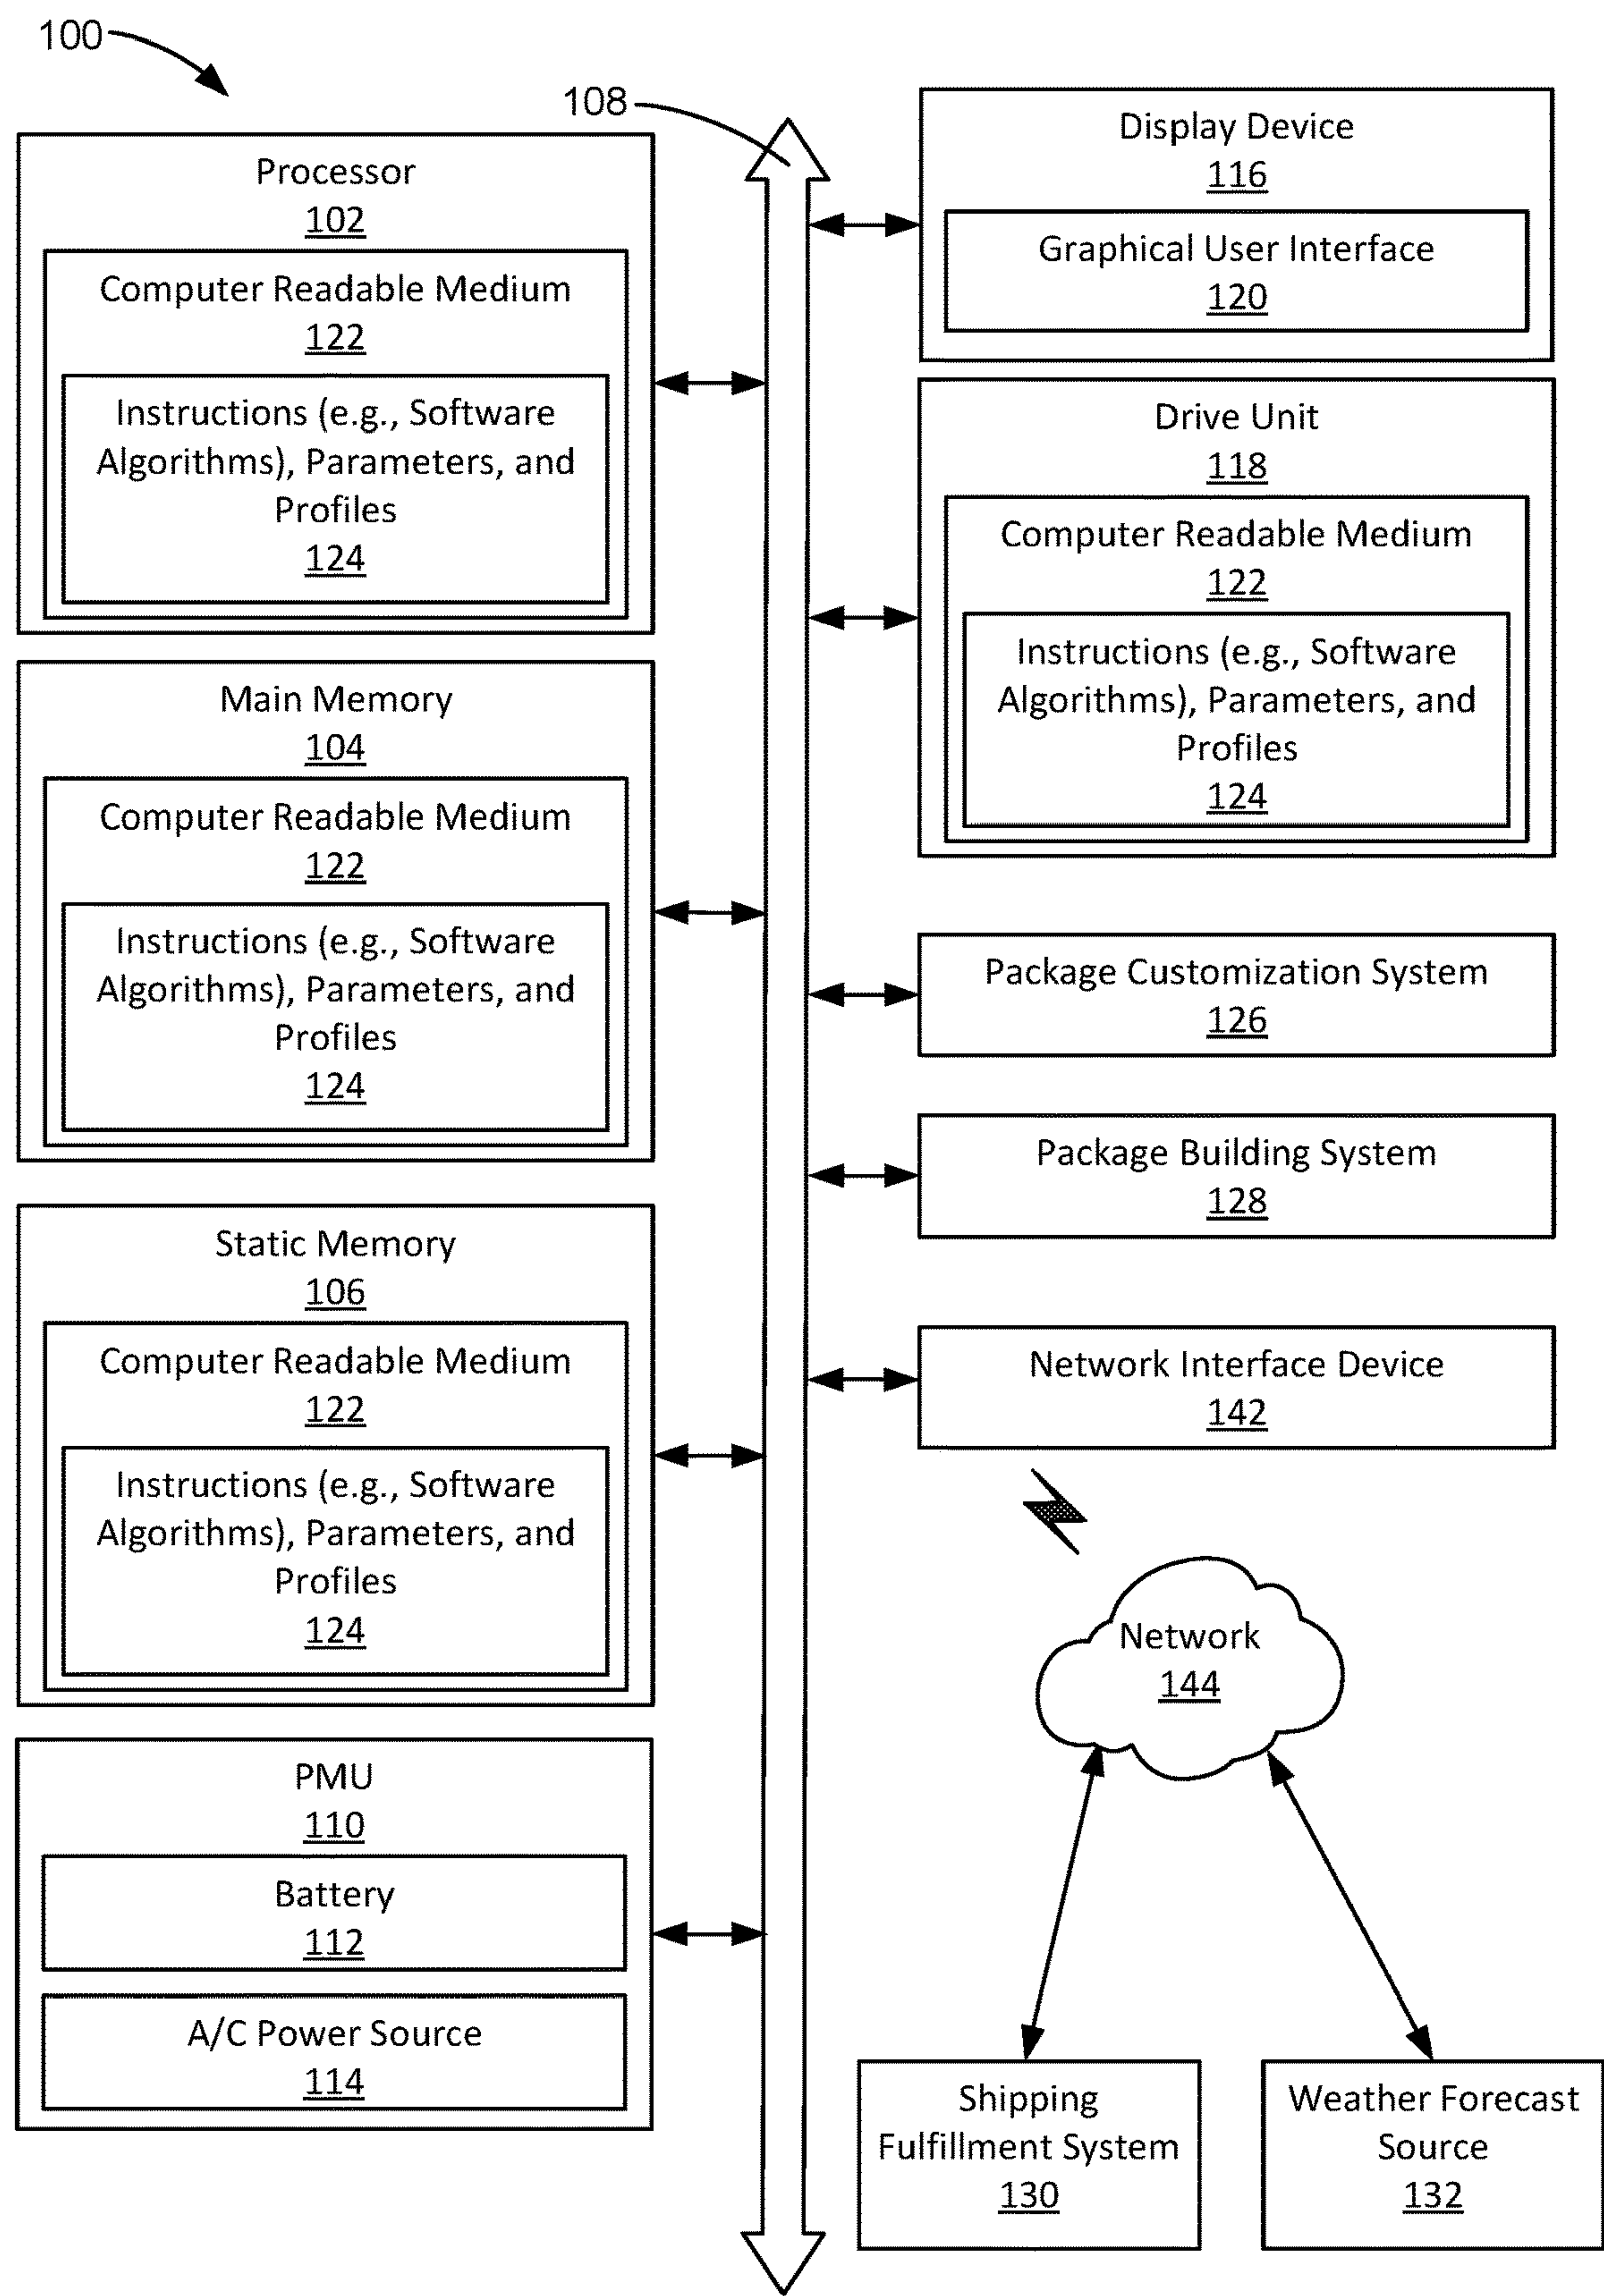 100
108
Processor
102
Computer Readable Medium
122
Instructions (e.g., Software
Algorithms), Parameters, and
Profiles
124
Main Memory
104
Computer Readable Medium
122
Instructions (e.g., Software
Algorithms), Parameters, and
Profiles
124
Static Memory
106
Computer Readable Medium
122
Instructions (e.g., Software
Algorithms), Parameters, and
Profiles
124
PMU
110
Battery
112
A/C Power Source
114
Display Device
116
Graphical User Interface
120
Drive Unit
118
Computer Readable Medium
122
Instructions (e.g., Software
Algorithms), Parameters, and
Profiles
124
Package Customization System
126
Package Building System
128
Network Interface Device
142
Network
144
Shipping
Fulfillment System
130
Weather Forecast
Source
132